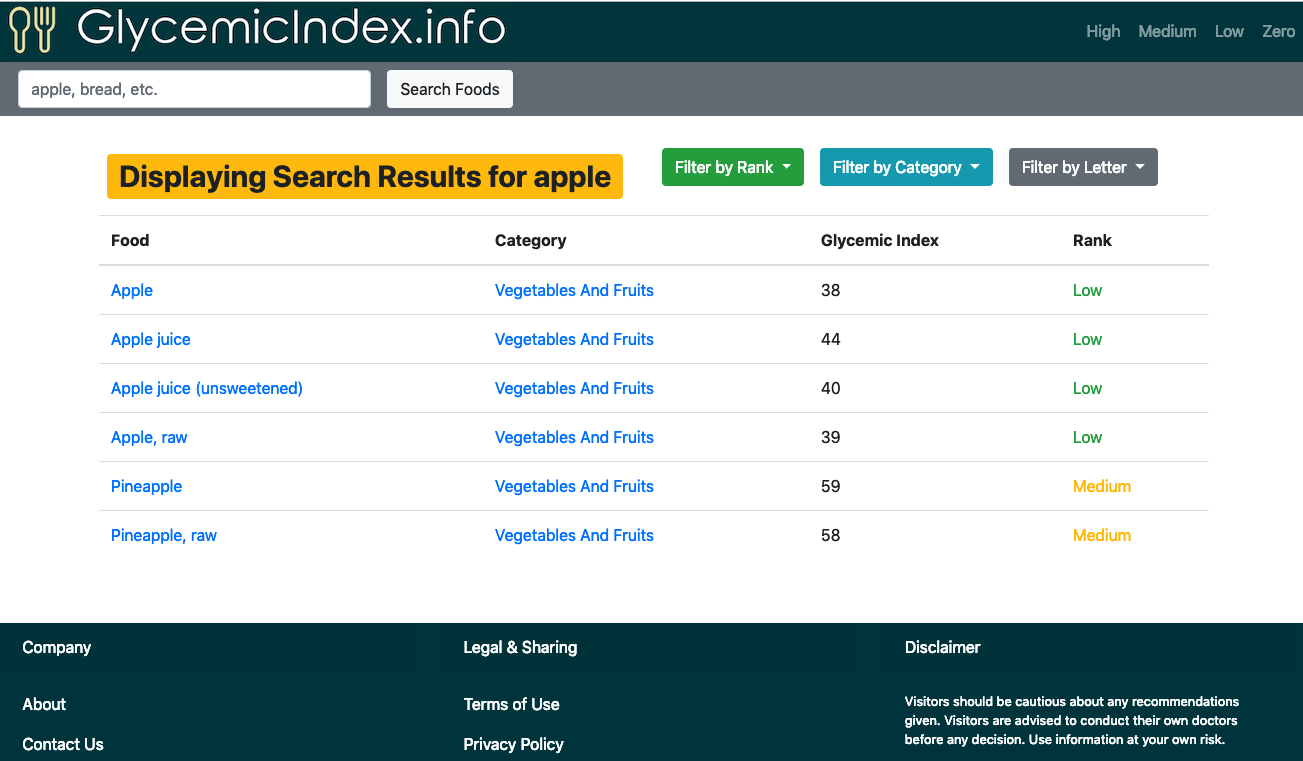 GlycemicIndex.info
High Medium Low Zero
apple, bread, etc. Search Foods
Displaying Search Results for apple Filter by Rank Filter by Category Filter by Letter
Food Category Glycemic Index Rank
Apple Vegetables And Fruits 38 Low
Apple juice Vegetables And Fruits 44 Low
Apple juice (unsweetened) Vegetables And Fruits 40 Low
Apple, raw Vegetables And Fruits 39 Low
Pineapple Vegetables And Fruits 59 Medium
Pineapple, raw Vegetables And Fruits 58 Medium
Company
About
Contact Us
Legal & Sharing
Terms of Use
Privacy Policy
Disclaimer
Visitors should be cautious about any recommendations
given. Visitors are advised to conduct their own doctors
before any decision. Use information at your own risk.